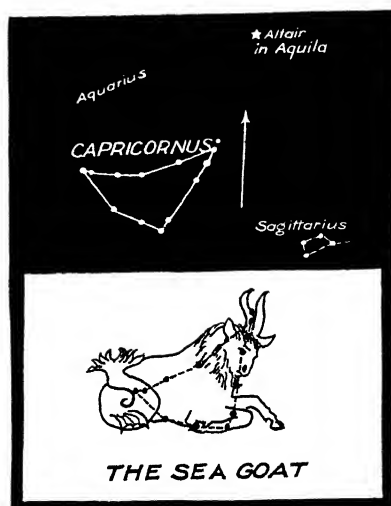 Altair
in Aquila
Aquarius
CAPRICORNUS
Sagittarius
THE SEA GOAT